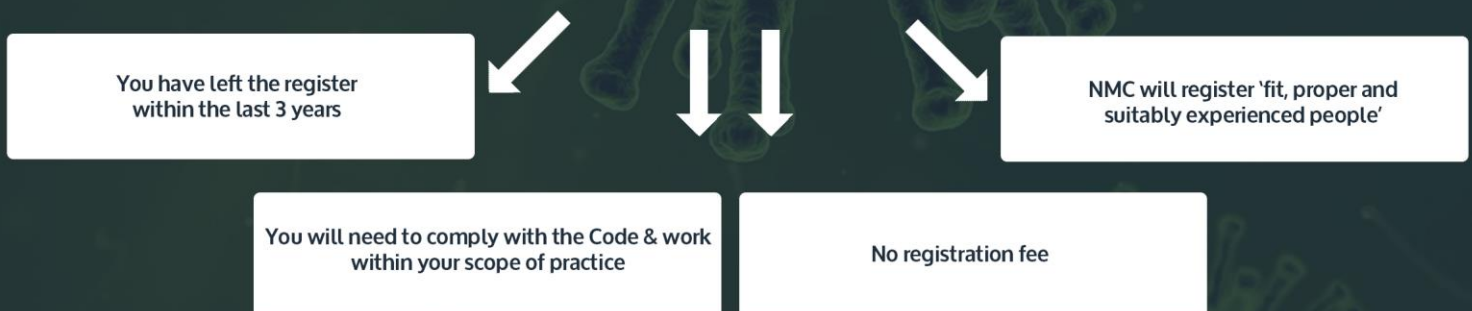 You have left the register
within the last 3 years
NMC will register ‘fit, proper and
suitably experienced people’
You will need to comply with the Code & work
within your scope of practice
No registration fee